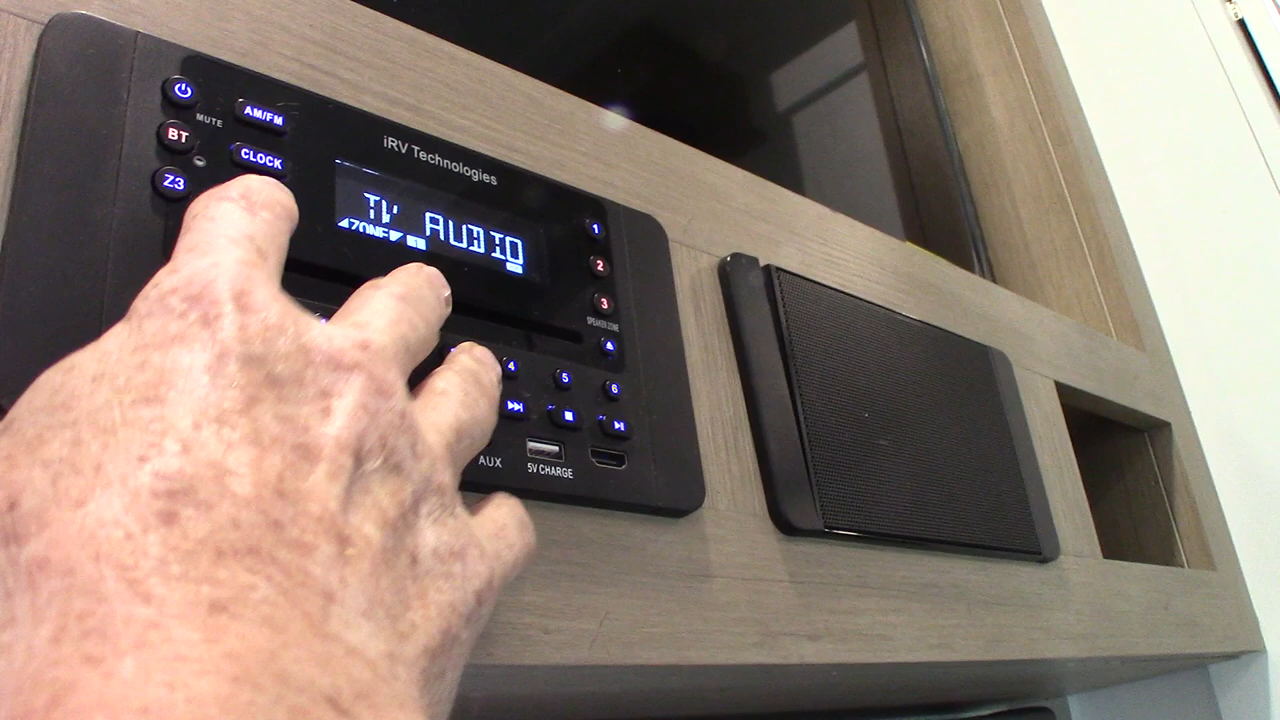 MUTE
AM/FM
BT
CLOCK
Z3
iRV Technologies
TV AUDIO
ZONE 1
1
2
3
SPEAKER ZONE
4
5
6
AUX
5V CHARGE